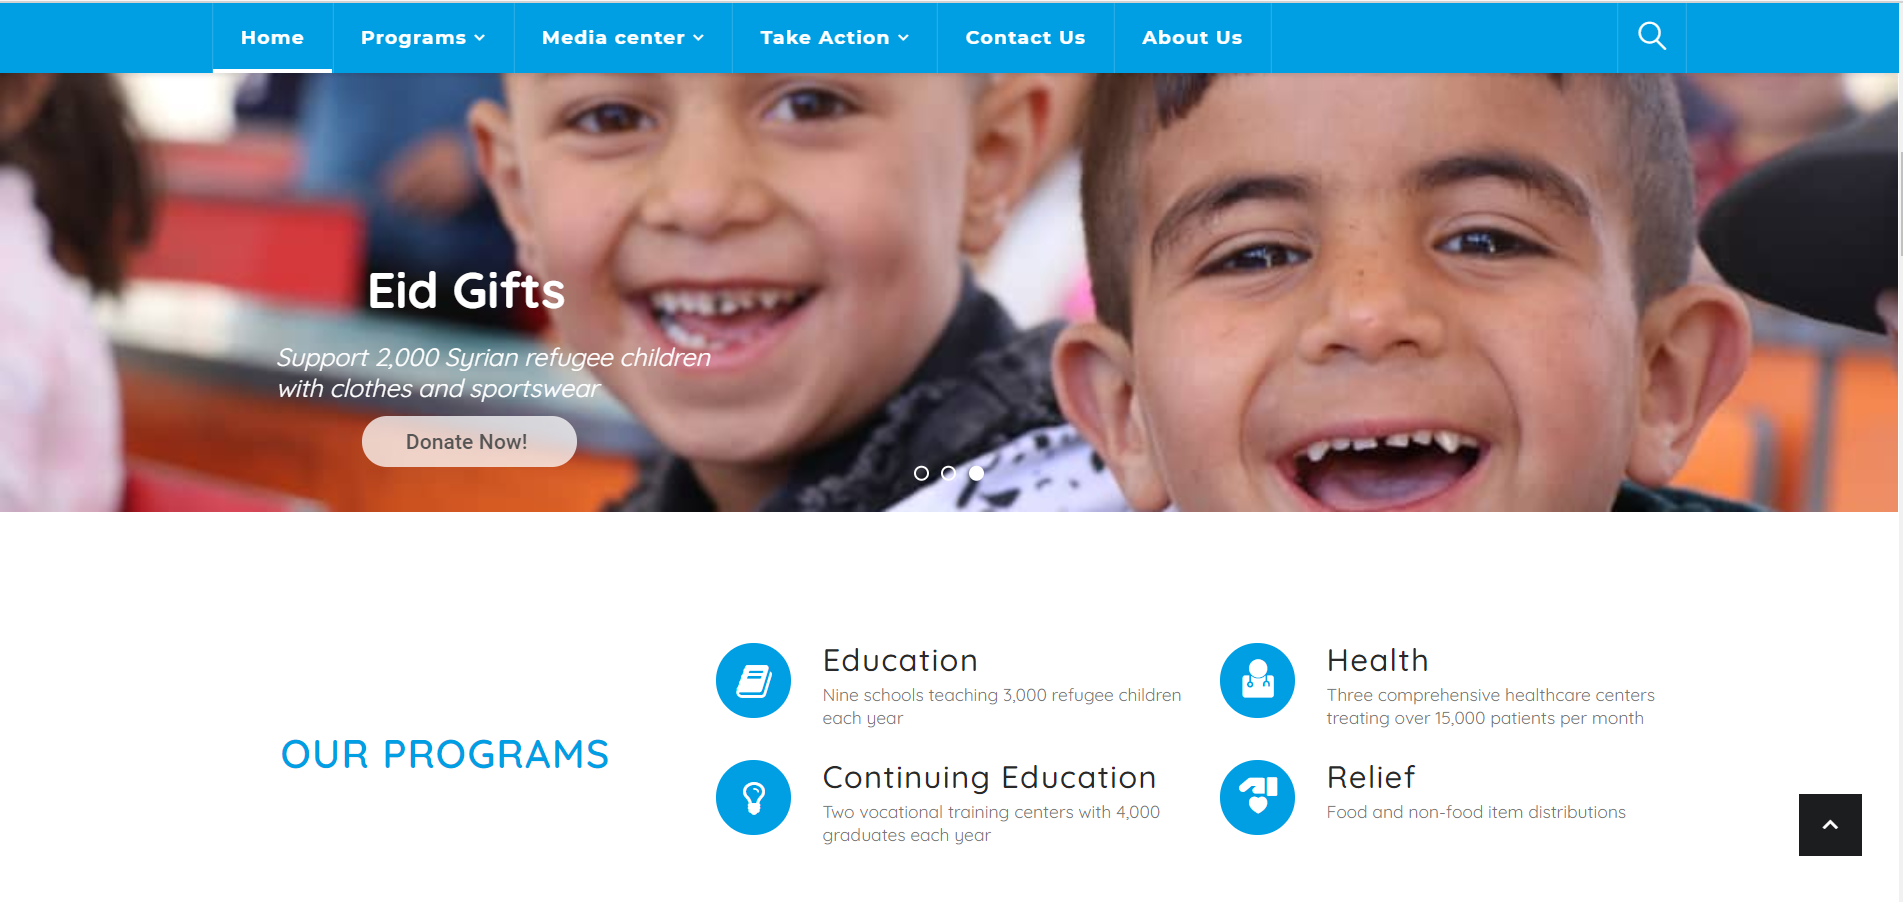 Home Programs Media center Take Action Contact Us About Us
Eid Gifts
Support 2,000 Syrian refugee children
with clothes and sportswear
Donate Now!
OUR PROGRAMS
Education
Nine schools teaching 3,000 refugee children
each year
Health
Three comprehensive healthcare centers
treating over 15,000 patients per month
Continuing Education
Two vocational training centers with 4,000
graduates each year
Relief
Food and non-food item distributions